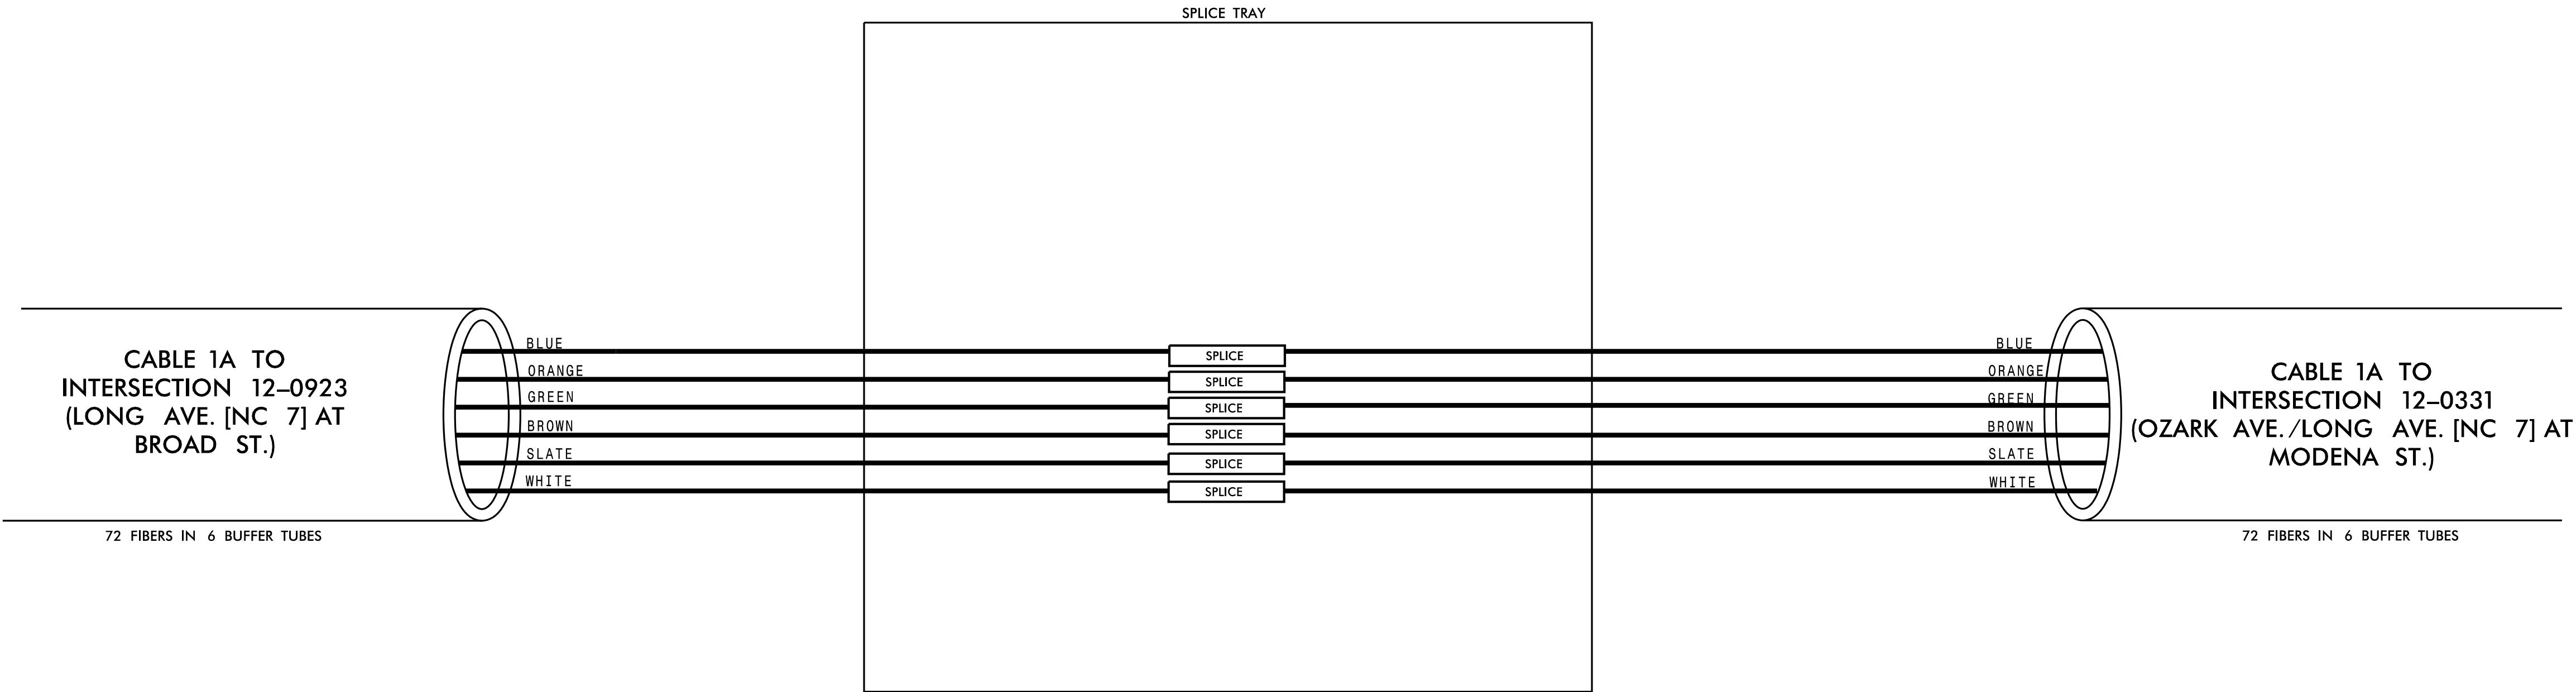 SPLICE TRAY
CABLE 1A TO
INTERSECTION 12–0923
(LONG AVE. [NC 7] AT
BROAD ST.)
72 FIBERS IN 6 BUFFER TUBES
BLUE
ORANGE
GREEN
BROWN
SLATE
WHITE
SPLICE
SPLICE
SPLICE
SPLICE
SPLICE
SPLICE
BLUE
ORANGE
GREEN
BROWN
SLATE
WHITE
CABLE 1A TO
INTERSECTION 12–0331
(OZARK AVE./LONG AVE. [NC 7] AT
MODENA ST.)
72 FIBERS IN 6 BUFFER TUBES